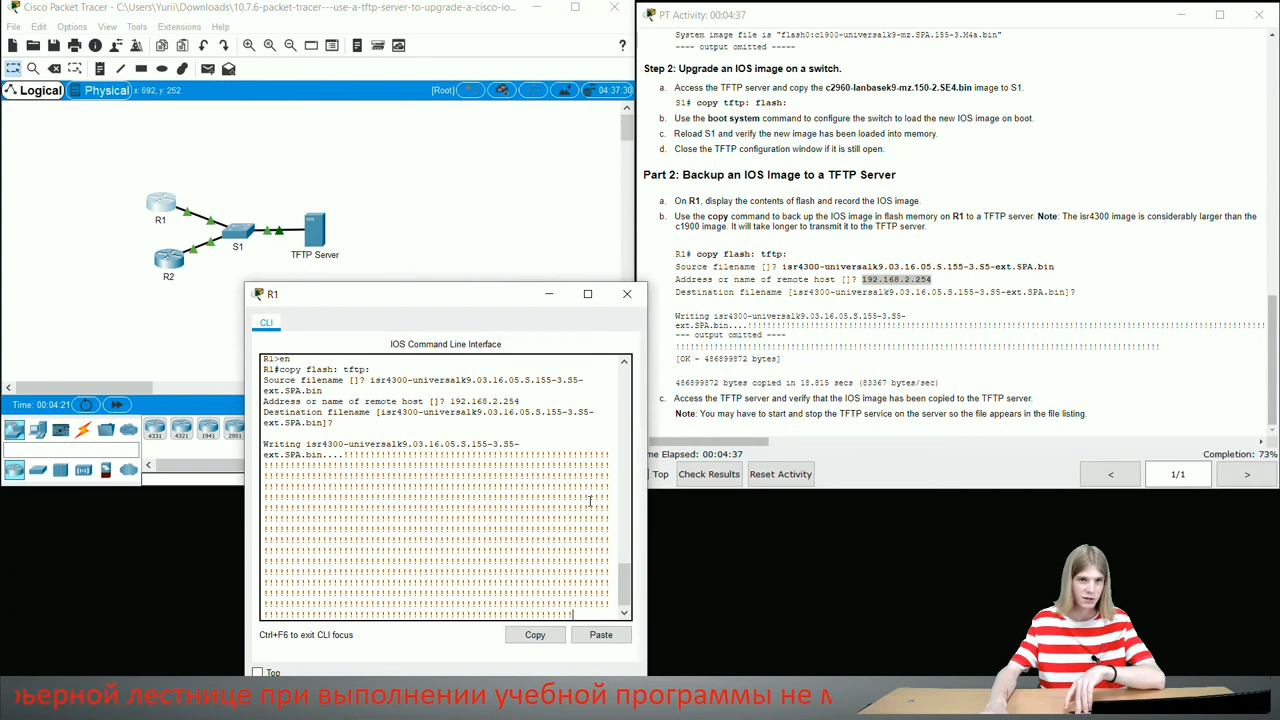 Cisco Packet Tracer - C:\Users\Yurii\Downloads\10.7.6-packet-tracer---use-a-tftp-server-to-upgrade-a-cisco-io...
File Edit Options View Tools Extensions Help
Logical Physical x: 692, y: 252 [Root] 04:37:30
R1
R2
S1
TFTP Server
Time: 00:04:21
4331 4321 1941 2901
PT Activity: 00:04:37
System image file is "flash0:c1900-universalk9-mz.SPA.155-3.M4a.bin"
---- output omitted -----
Step 2: Upgrade an IOS image on a switch.
a. Access the TFTP server and copy the c2960-lanbasek9-mz.150-2.SE4.bin image to S1.
S1# copy tftp: flash:
b. Use the boot system command to configure the switch to load the new IOS image on boot.
c. Reload S1 and verify the new image has been loaded into memory.
d. Close the TFTP configuration window if it is still open.
Part 2: Backup an IOS Image to a TFTP Server
a. On R1, display the contents of flash and record the IOS image.
b. Use the copy command to back up the IOS image in flash memory on R1 to a TFTP server. Note: The isr4300 image is considerably larger than the
c1900 image. It will take longer to transmit it to the TFTP server.
R1# copy flash: tftp:
Source filename []? isr4300-universalk9.03.16.05.S.155-3.S5-ext.SPA.bin
Address or name of remote host []? 192.168.2.254
Destination filename [isr4300-universalk9.03.16.05.S.155-3.S5-ext.SPA.bin]?
Writing isr4300-universalk9.03.16.05.S.155-3.S5-
ext.SPA.bin....!!!!!!!!!!!!!!!!!!!!!!!!!!!!!!!!!!!!!!!!!!!!!!!!!!!!!!!!!!!!!!!!!!!!!!!!!!!!!!!!!!!!!!!!!!!!!!!!!!!!
--- output omitted ----
!!!!!!!!!!!!!!!!!!!!!!!!!!!!!!!!!!!!!!!!!!!!!!!!!!!!!!!!!!!!!!!!!!!!!!!!!!!!!!!!!!!!!!!!!!!!!!!!
[OK - 486899872 bytes]
486899872 bytes copied in 18.815 secs (83367 bytes/sec)
c. Access the TFTP server and verify that the IOS image has been copied to the TFTP server.
Note: You may have to start and stop the TFTP service on the server so the file appears in the file listing.
me Elapsed: 00:04:37 Completion: 73%
Top Check Results Reset Activity < 1/1 >
R1
CLI
IOS Command Line Interface
R1>en
R1#copy flash: tftp:
Source filename []? isr4300-universalk9.03.16.05.S.155-3.S5-
ext.SPA.bin
Address or name of remote host []? 192.168.2.254
Destination filename [isr4300-universalk9.03.16.05.S.155-3.S5-
ext.SPA.bin]?
Writing isr4300-universalk9.03.16.05.S.155-3.S5-
ext.SPA.bin....!!!!!!!!!!!!!!!!!!!!!!!!!!!!!!!!!!!!!!!!!!!!!!!!!!
Ctrl+F6 to exit CLI focus Copy Paste
Top
рьерной лестнице при выполнении учебной программы не м